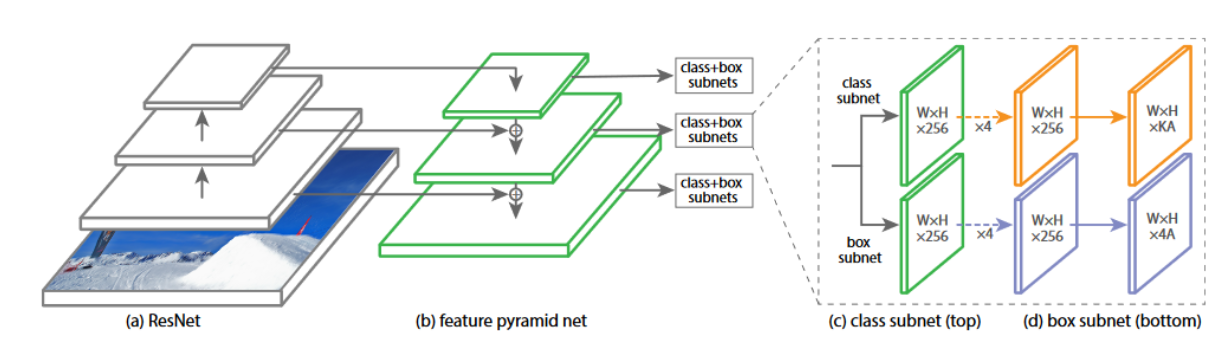 class+box
subnets
class+box
subnets
class+box
subnets
class
subnet
W×H
×256
×4
W×H
×256
W×H
×KA
box
subnet
W×H
×256
×4
W×H
×256
W×H
×4A
(a) ResNet
(b) feature pyramid net
(c) class subnet (top)
(d) box subnet (bottom)